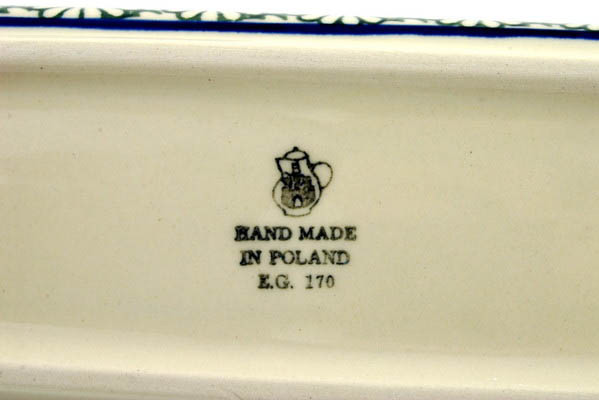 HAND MADE
IN POLAND
E.G. 170